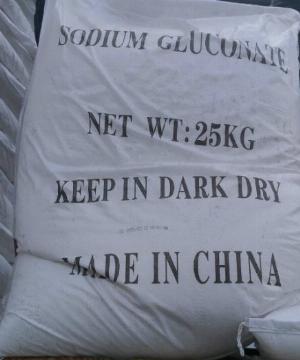 SODIUM GLUCONATE
NET WT: 25KG
KEEP IN DARK DRY
MADE IN CHINA